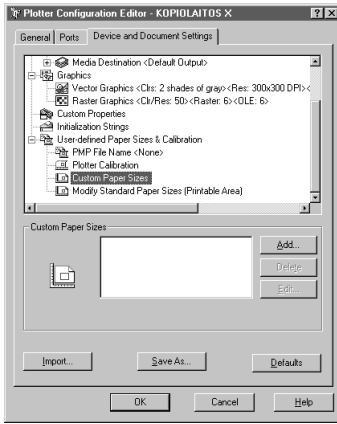 Plotter Configuration Editor - KOPIOLAITOS X
General Ports Device and Document Settings
Media Destination <Default Output>
Graphics
Vector Graphics <Clrs: 2 shades of gray><Res: 300x300 DPI><
Raster Graphics <Clr/Res: 50><Raster: 6><OLE: 6>
Custom Properties
Initialization Strings
User-defined Paper Sizes & Calibration
PMP File Name <None>
Plotter Calibration
Custom Paper Sizes
Modify Standard Paper Sizes (Printable Area)
Custom Paper Sizes
Add...
Delete
Edit...
Import... Save As... Defaults
OK Cancel Help